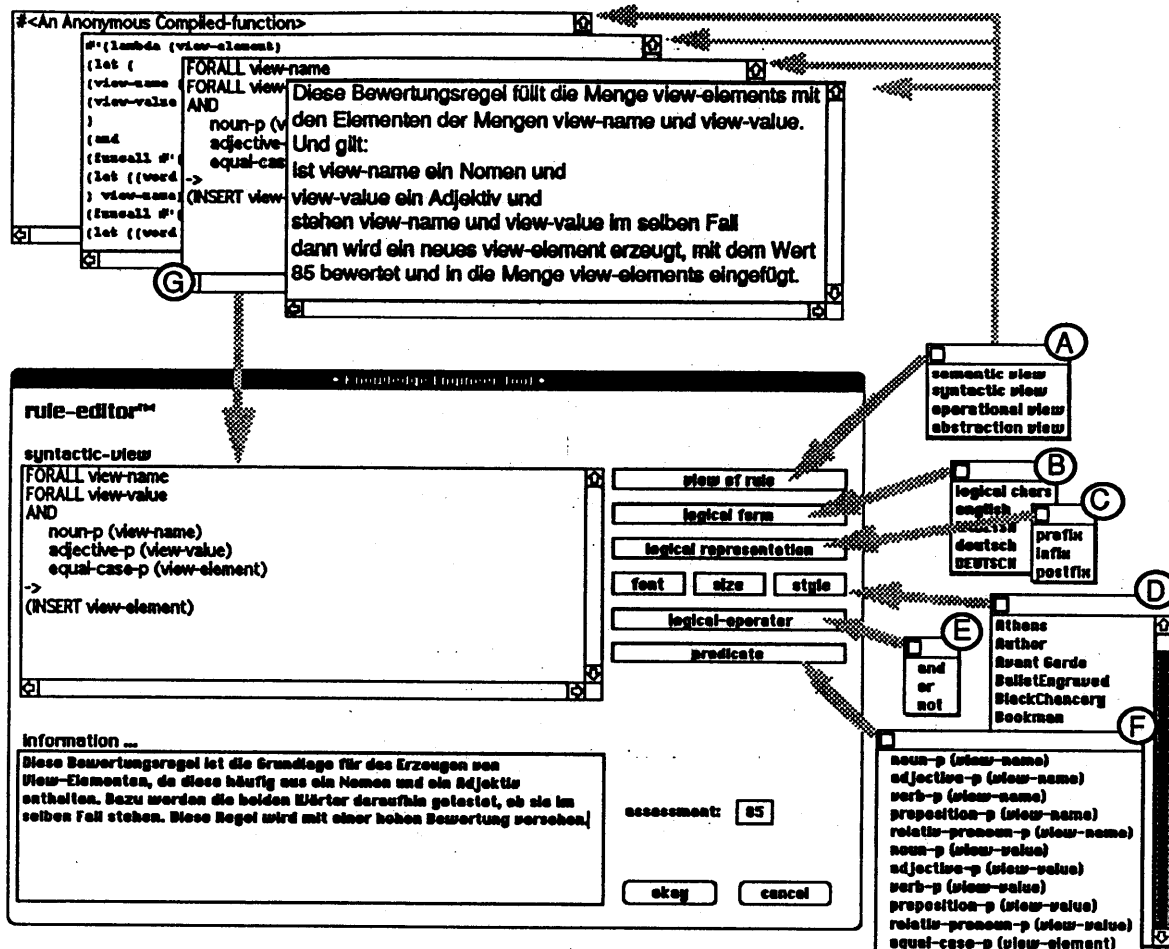 #<An Anonymous Compiled-function>
#'(lambda (view-element)
(let (
(view-name
(view-value
)
(and
(funcall #'(
(let ((word
) view-name)
(funcall #'(
(let ((word
FORALL view-name
FORALL view-
AND
noun-p (v
adjective-
equal-cas
->
(INSERT view-
Diese Bewertungsregel füllt die Menge view-elements mit
den Elementen der Mengen view-name und view-value.
Und gilt:
ist view-name ein Nomen und
view-value ein Adjektiv und
stehen view-name und view-value im selben Fall
dann wird ein neues view-element erzeugt, mit dem Wert
85 bewertet und in die Menge view-elements eingefügt.
G
A
semantic view
syntactic view
operational view
abstraction view
• Knowledge Engineer Tool •
rule-editor™
syntactic-view
FORALL view-name
FORALL view-value
AND
noun-p (view-name)
adjective-p (view-value)
equal-case-p (view-element)
->
(INSERT view-element)
view of rule
logical form
logical representation
font size style
logical-operator
predicate
B
logical chars
english
deutsch
DEUTSCH
C
prefix
infix
postfix
D
Athens
Author
Avant Garde
BalletEngraved
BlackChancery
Bookman
E
and
or
not
F
noun-p (view-name)
adjective-p (view-name)
verb-p (view-name)
preposition-p (view-name)
relativ-pronoun-p (view-name)
noun-p (view-value)
adjective-p (view-value)
verb-p (view-value)
preposition-p (view-value)
relativ-pronoun-p (view-value)
equal-case-p (view-element)
information ...
Diese Bewertungsregel ist die Grundlage für das Erzeugen von
View-Elementen, da diese häufig aus ein Nomen und ein Adjektiv
enthalten. Dazu werden die beiden Wörter daraufhin getestet, ob sie im
selben Fall stehen. Diese Regel wird mit einer hohen Bewertung versehen.
assessment: 85
okay cancel